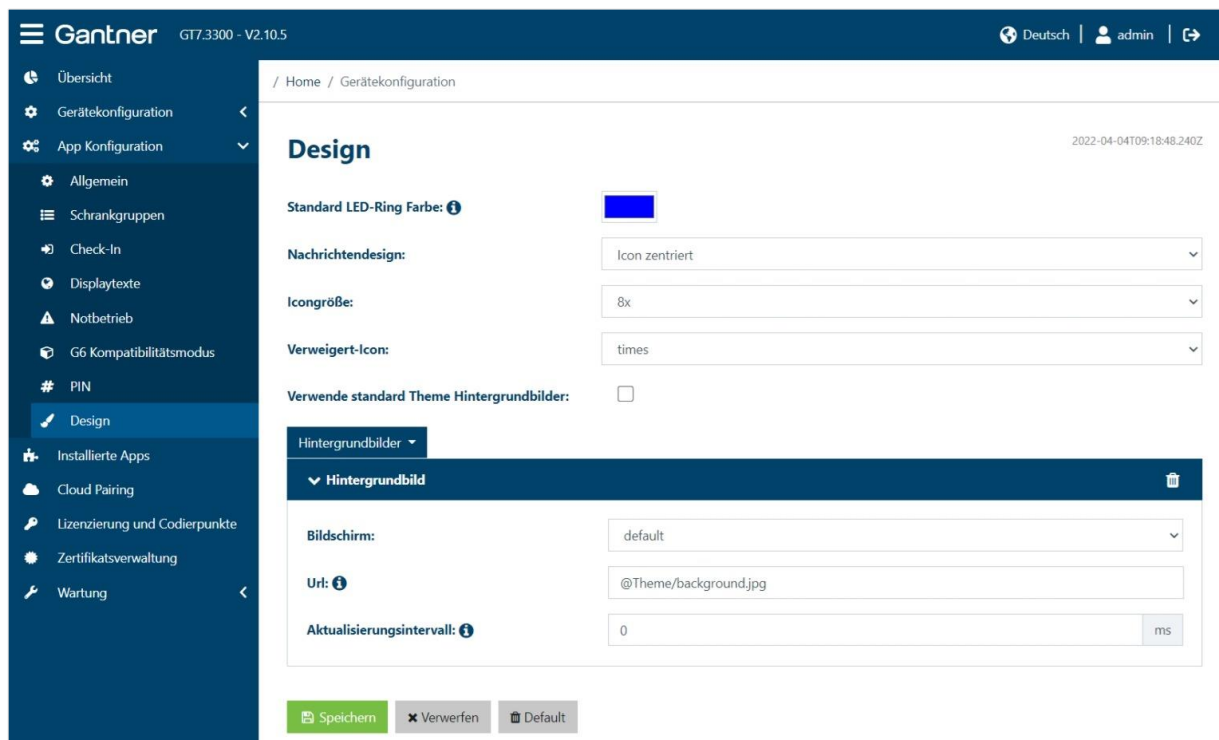 Gantner GT7.3300 - V2.10.5
Deutsch | admin |
Übersicht
Gerätekonfiguration
App Konfiguration
Allgemein
Schrankgruppen
Check-In
Displaytexte
Notbetrieb
G6 Kompatibilitätsmodus
PIN
Design
Installierte Apps
Cloud Pairing
Lizenzierung und Codierpunkte
Zertifikatsverwaltung
Wartung
/ Home / Gerätekonfiguration
Design
2022-04-04T09:18:48.240Z
Standard LED-Ring Farbe:
Nachrichtendesign: Icon zentriert
Icongröße: 8x
Verweigert-Icon: times
Verwende standard Theme Hintergrundbilder:
Hintergrundbilder
Hintergrundbild
Bildschirm: default
Url: @Theme/background.jpg
Aktualisierungsintervall: 0 ms
Speichern Verwerfen Default